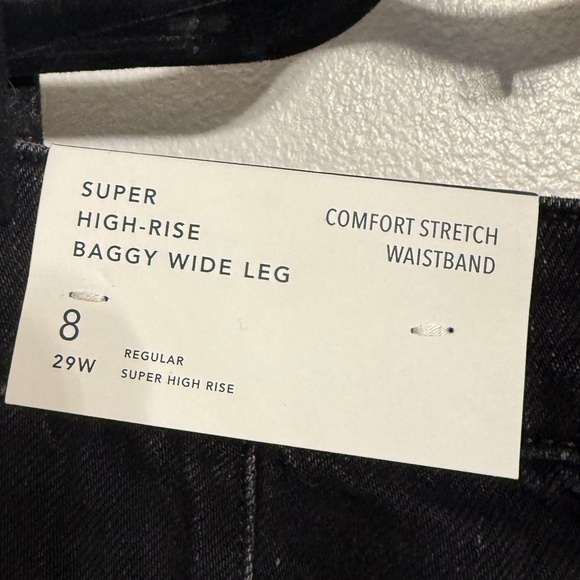 SUPER
HIGH-RISE
BAGGY WIDE LEG
COMFORT STRETCH
WAISTBAND
8
29W
REGULAR
SUPER HIGH RISE